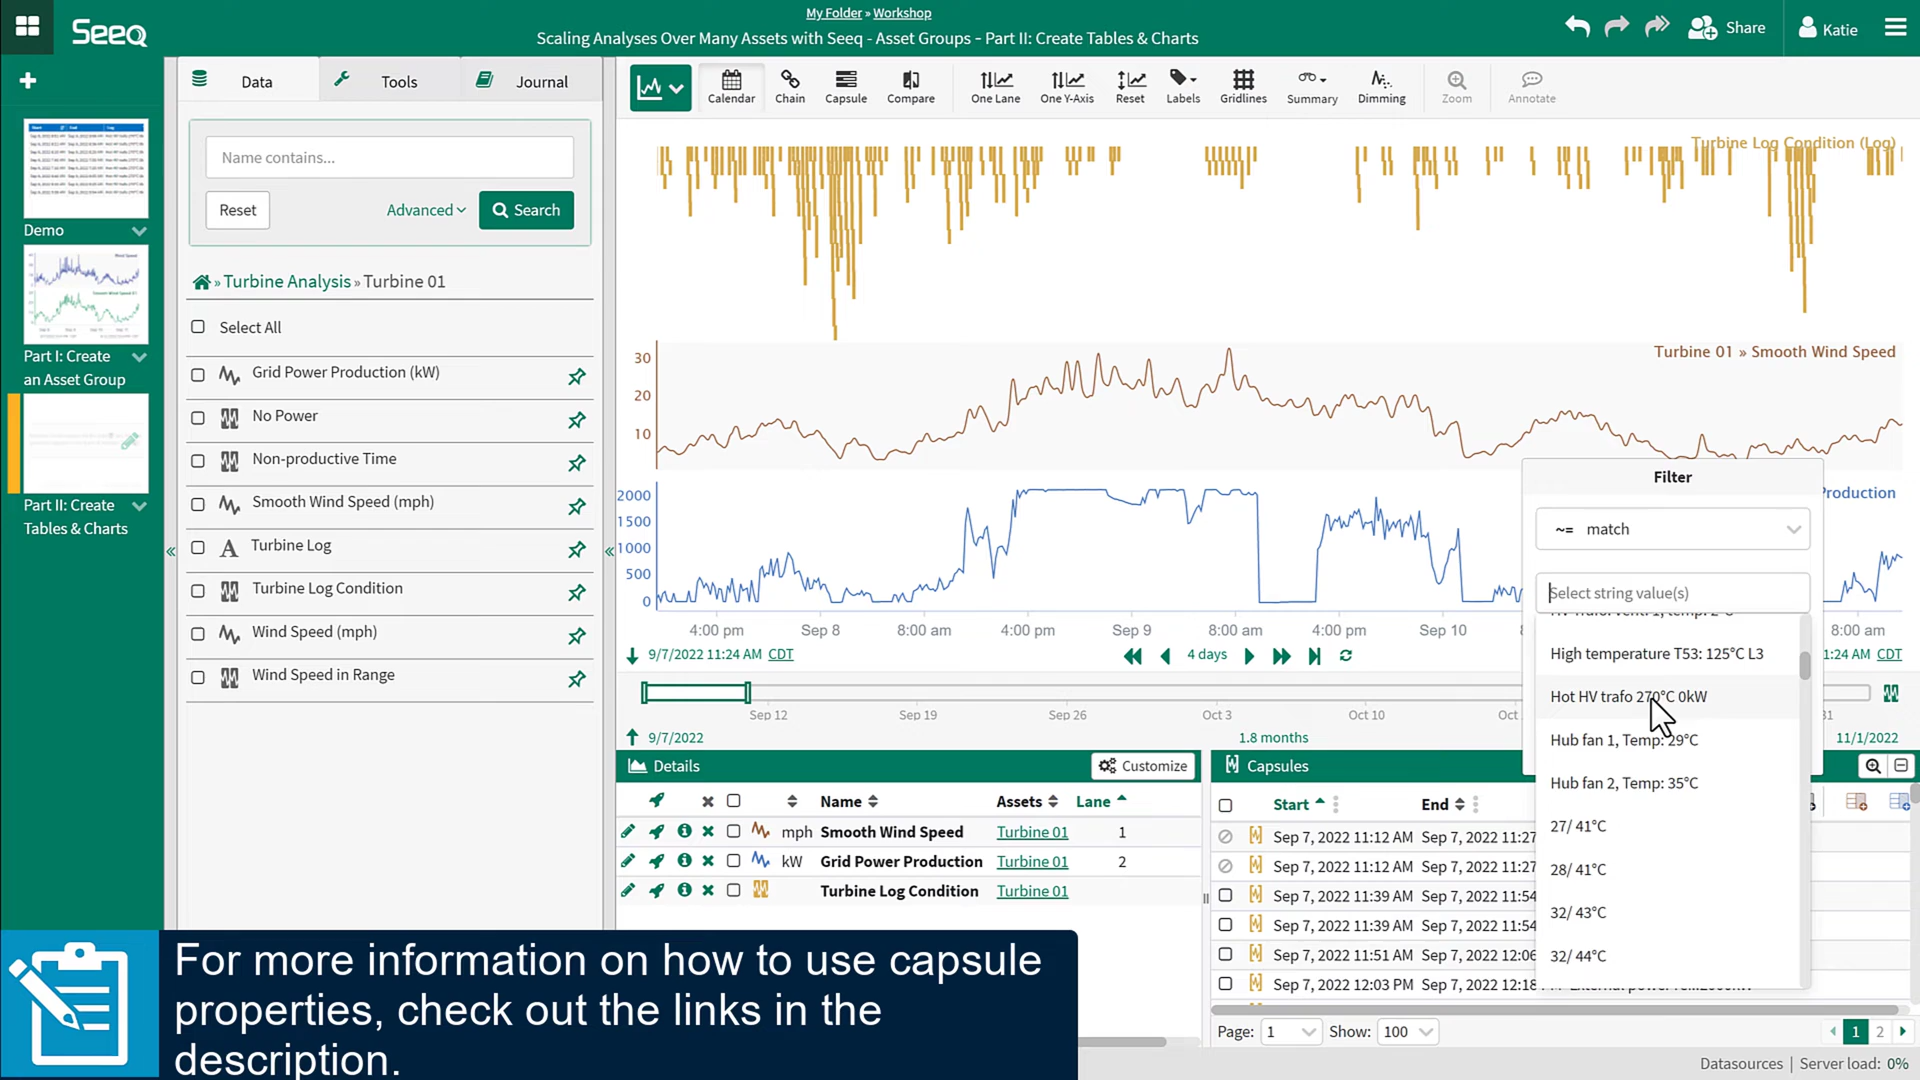 My Folder » Workshop
Seeq
Scaling Analyses Over Many Assets with Seeq - Asset Groups - Part II: Create Tables & Charts
Share
Katie
Data
Tools
Journal
Calendar
Chain
Capsule
Compare
One Lane
One Y-Axis
Reset
Labels
Gridlines
Summary
Dimming
Zoom
Annotate
Demo
Part I: Create
an Asset Group
Part II: Create
Tables & Charts
Name contains...
Reset
Advanced
Search
» Turbine Analysis » Turbine 01
Select All
Grid Power Production (kW)
No Power
Non-productive Time
Smooth Wind Speed (mph)
Turbine Log
Turbine Log Condition
Wind Speed (mph)
Wind Speed in Range
Turbine Log Condition (Log)
Turbine 01 » Smooth Wind Speed
30
20
10
Production
2000
1500
1000
500
0
4:00 pm
Sep 8
8:00 am
4:00 pm
Sep 9
8:00 am
4:00 pm
Sep 10
8:00 am
9/7/2022 11:24 AM CDT
4 days
1:24 AM CDT
Sep 12
Sep 19
Sep 26
Oct 3
Oct 10
Oct
31
9/7/2022
1.8 months
11/1/2022
Filter
~= match
Select string value(s)
High temperature T53: 125°C L3
Hot HV trafo 270°C 0kW
Hub fan 1, Temp: 29°C
Hub fan 2, Temp: 35°C
27/ 41°C
28/ 41°C
32/ 43°C
32/ 44°C
Details
Customize
Name
Assets
Lane
mph Smooth Wind Speed Turbine 01 1
kW Grid Power Production Turbine 01 2
Turbine Log Condition Turbine 01
Capsules
Start
End
Sep 7, 2022 11:12 AM Sep 7, 2022 11:27
Sep 7, 2022 11:12 AM Sep 7, 2022 11:27
Sep 7, 2022 11:39 AM Sep 7, 2022 11:54
Sep 7, 2022 11:39 AM Sep 7, 2022 11:54
Sep 7, 2022 11:51 AM Sep 7, 2022 12:06
Sep 7, 2022 12:03 PM Sep 7, 2022 12:18
Page: 1 Show: 100
1 2
Datasources Server load: 0%
For more information on how to use capsule
properties, check out the links in the
description.